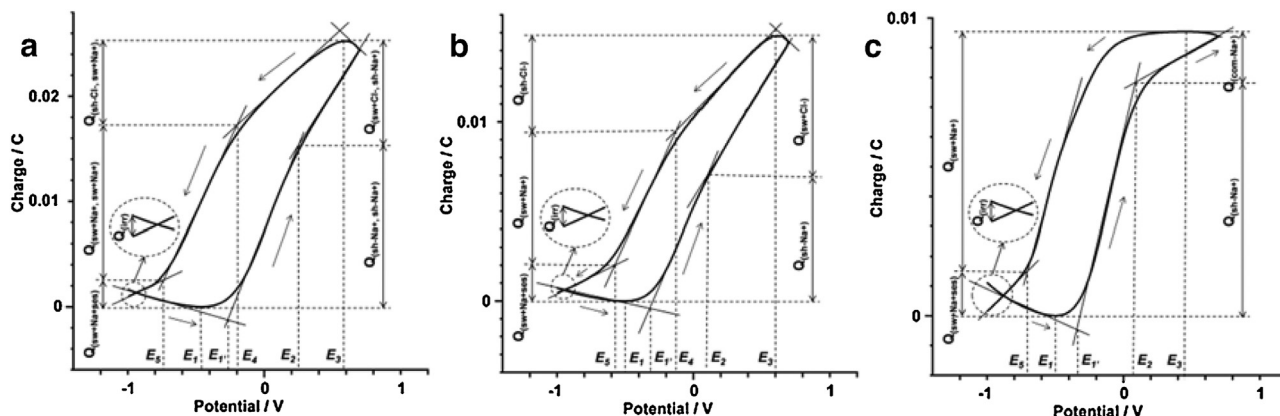 a
Charge / C
0.02
0.01
0
Q(sh-Cl-, sw+Na+)
Q(sw+Na+, sw+Na+)
Q(sw+Na+ses)
Q(irr)
Q(sw+Cl-, sh-Na+)
Q(sh-Na+, sh-Na+)
E5
E1
E1'
E4
E2
E3
-1
0
1
Potential / V
b
Charge / C
0.01
0
Q(sh-Cl-)
Q(sw+Na+)
Q(sw+Na+ses)
Q(irr)
Q(sw+Cl-)
Q(sh-Na+)
E5
E1
E1'
E4
E2
E3
-1
0
1
Potential / V
c
Charge / C
0.01
0
Q(sw+Na+)
Q(sw+Na+ses)
Q(irr)
Q(com-Na+)
Q(sh-Na+)
E5
E1
E1'
E2
E3
-1
0
1
Potential / V